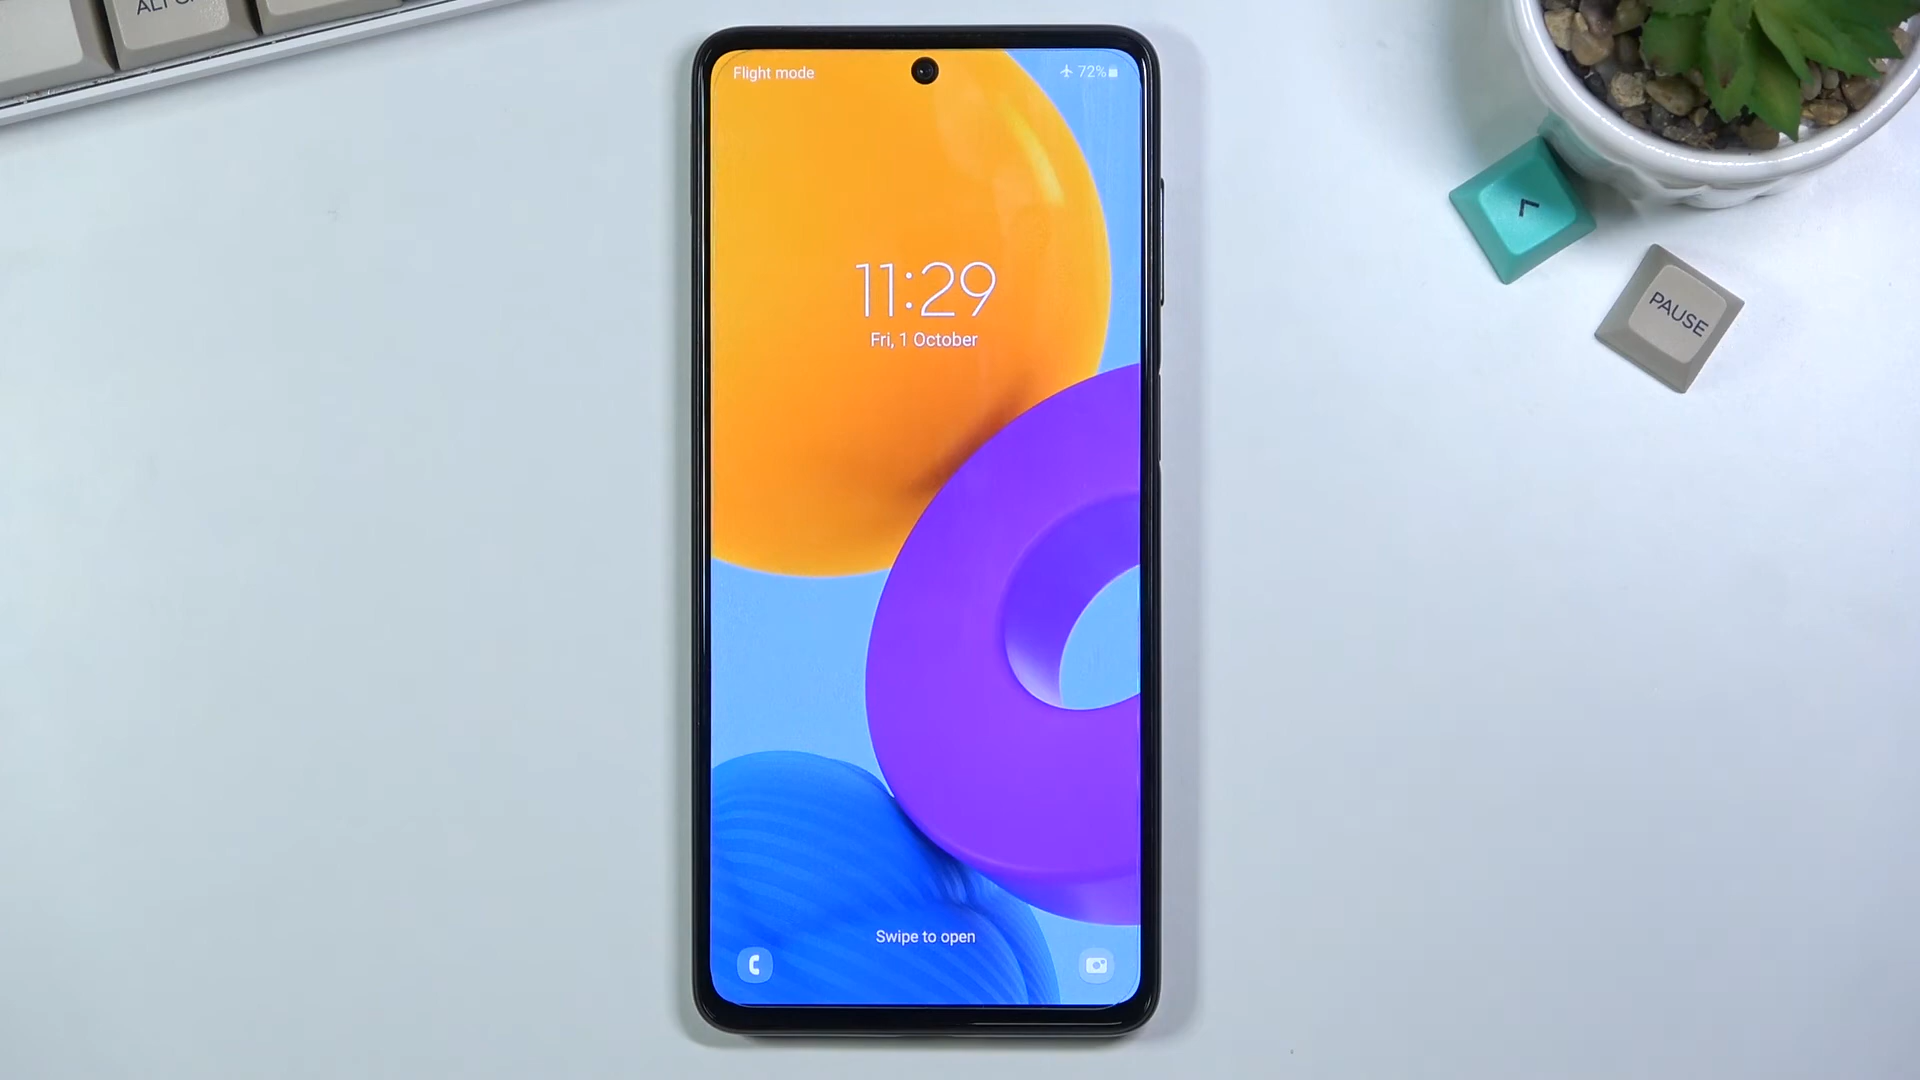 Flight mode
72%
11:29
Fri, 1 October
PAUSE
Swipe to open